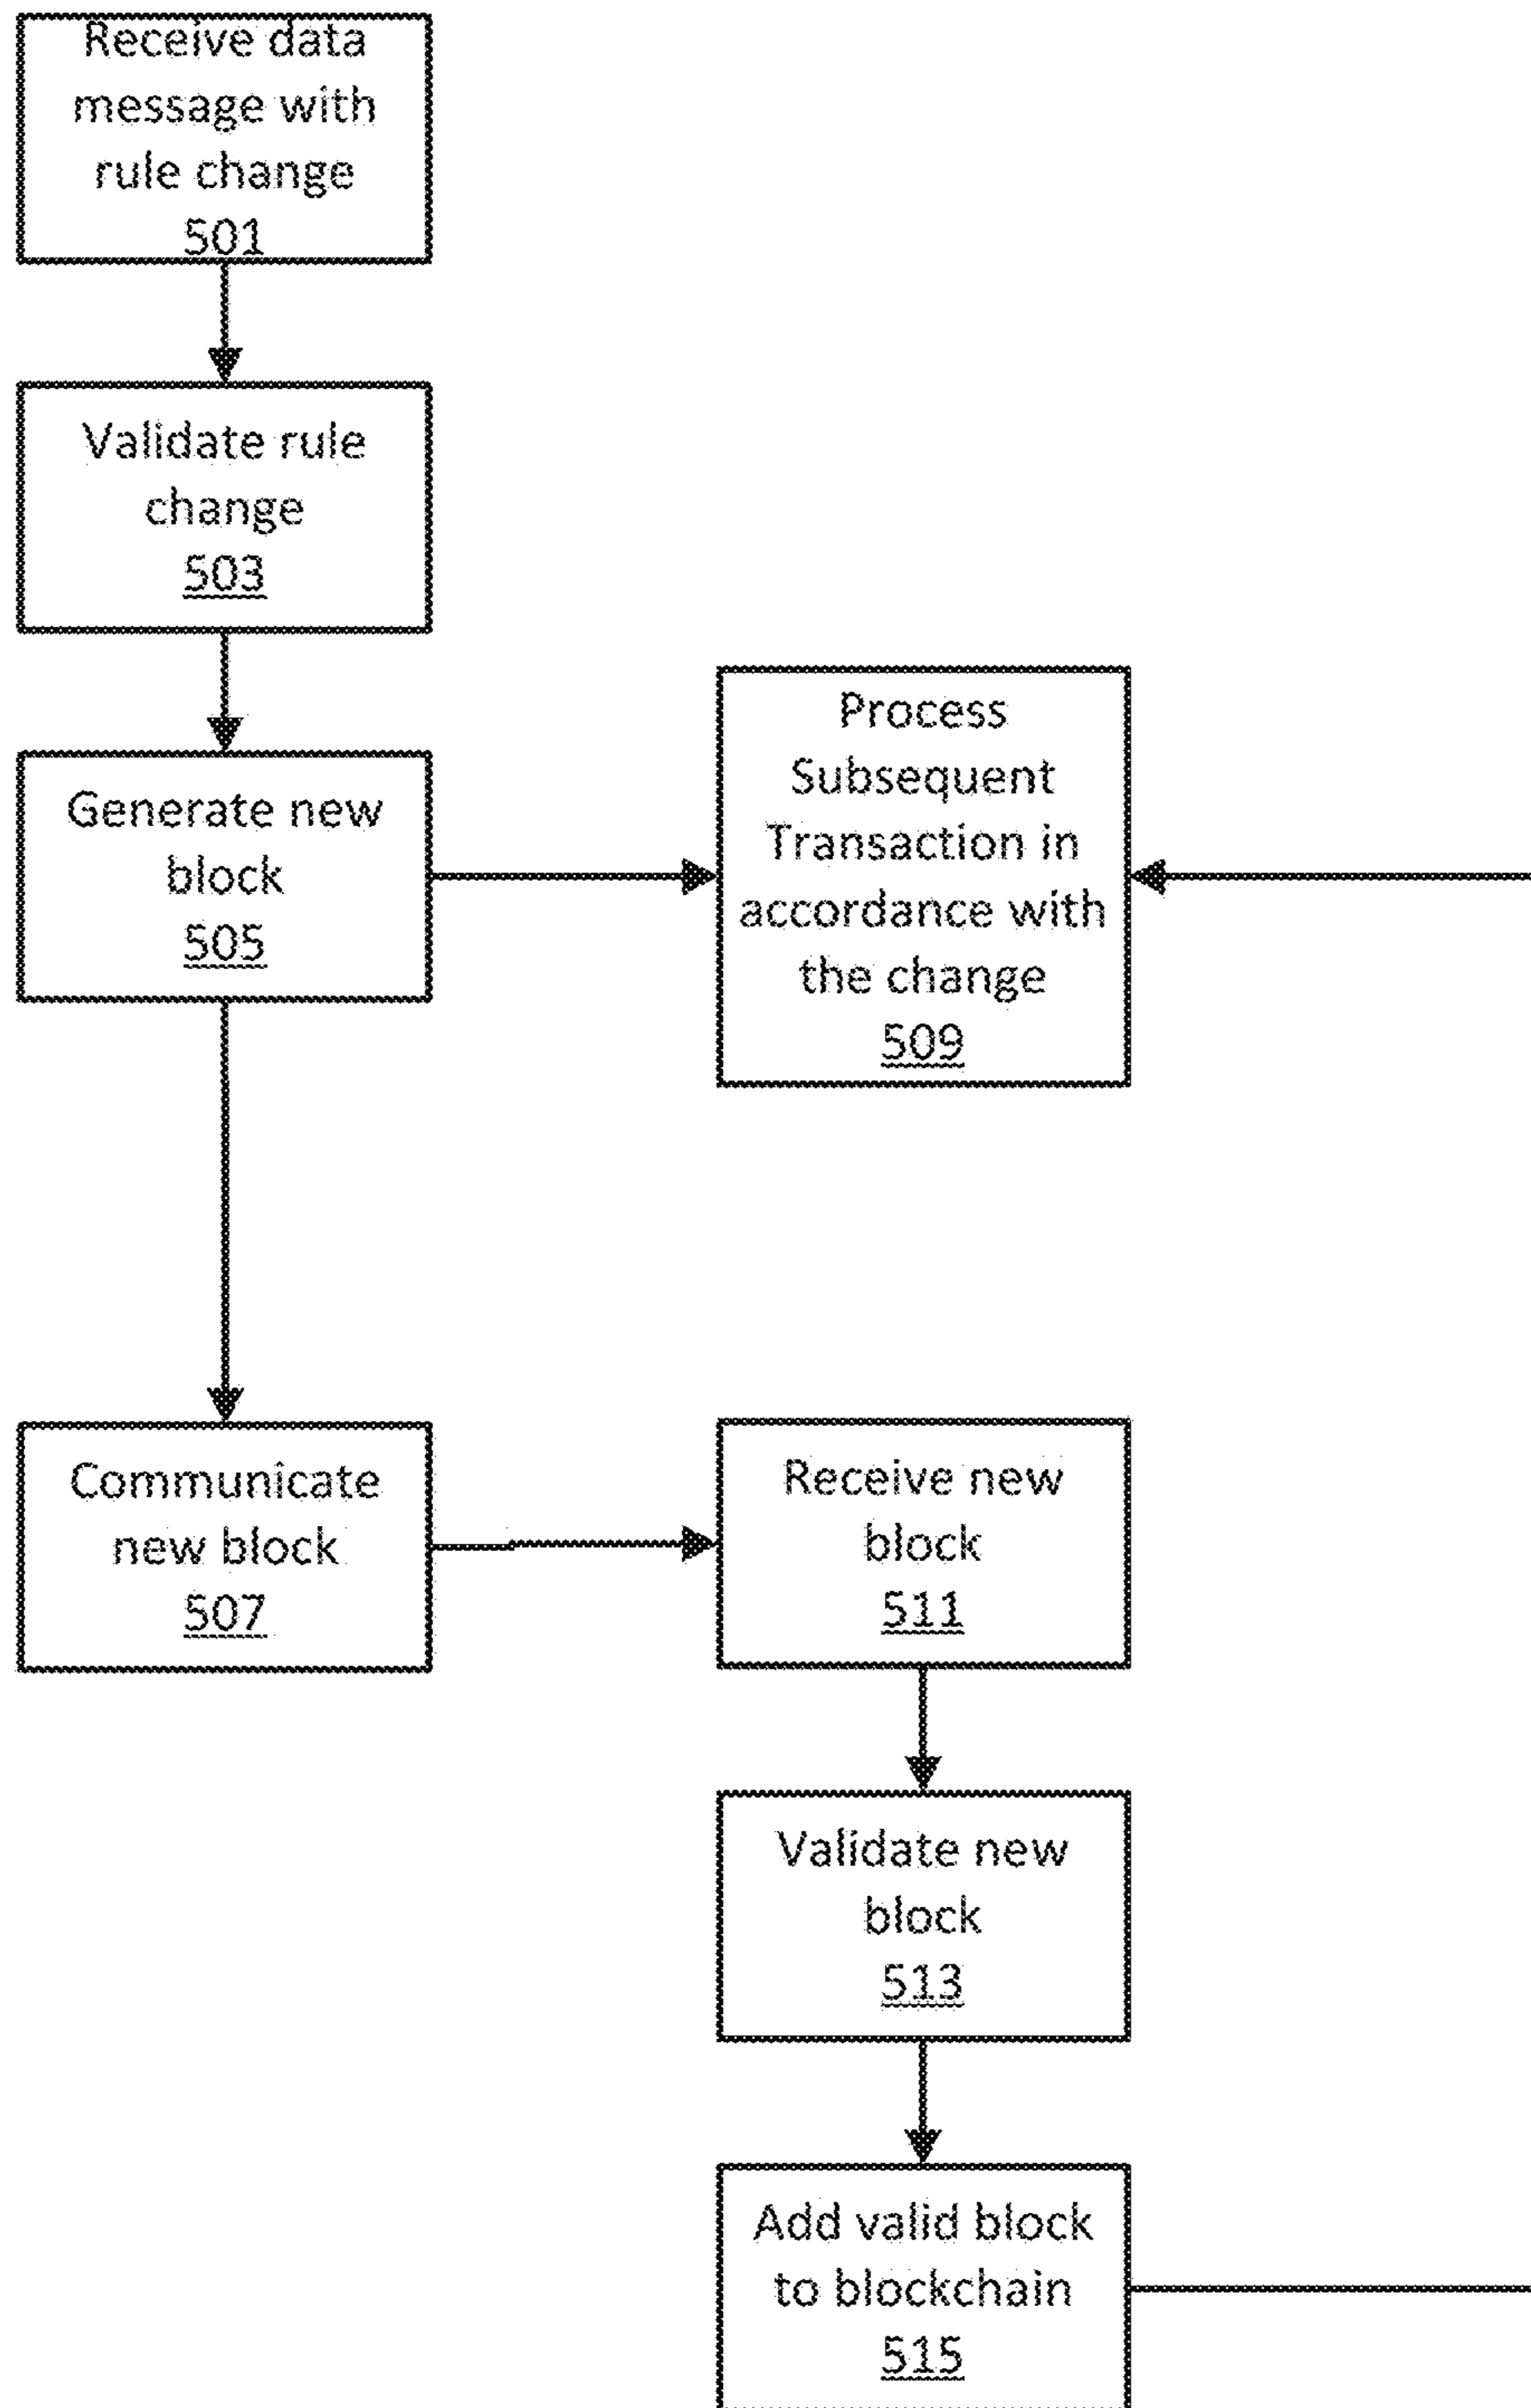 Receive data
message with
rule change
501
Validate rule
change
503
Generate new
block
505
Process
Subsequent
Transaction in
accordance with
the change
509
Communicate
new block
507
Receive new
block
511
Validate new
block
513
Add valid block
to blockchain
515